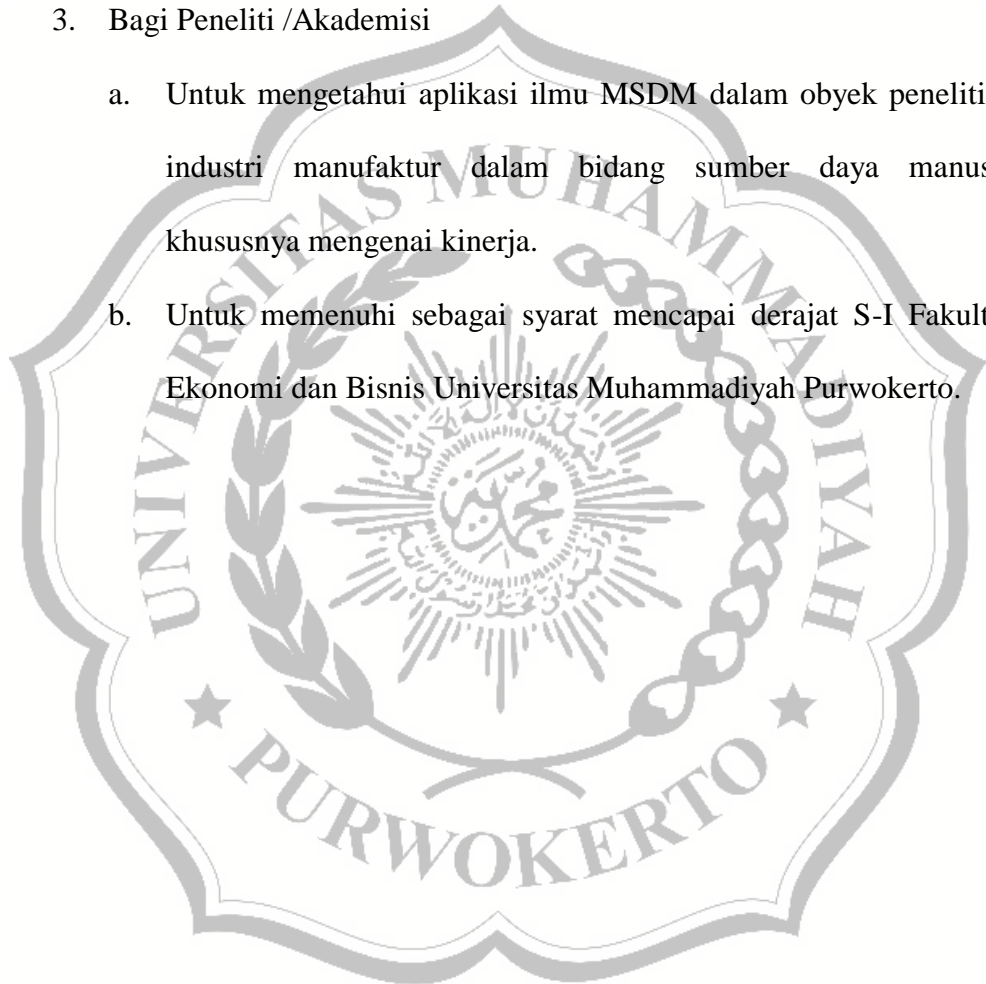 3. Bagi Peneliti /Akademisi
a. Untuk mengetahui aplikasi ilmu MSDM dalam obyek peneliti
industri manufaktur dalam bidang sumber daya manus
khususnya mengenai kinerja.
b. Untuk memenuhi sebagai syarat mencapai derajat S-I Fakult
Ekonomi dan Bisnis Universitas Muhammadiyah Purwokerto.
UNIVERSITAS MUHAMMADIYAH
PURWOKERTO